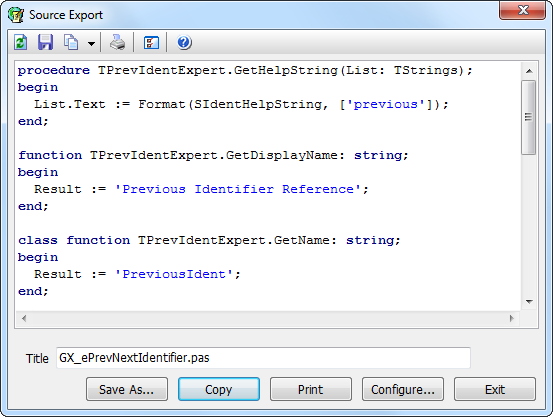 Source Export
procedure TPrevIdentExpert.GetHelpString(List: TStrings);
begin
  List.Text := Format(SIdentHelpString, ['previous']);
end;

function TPrevIdentExpert.GetDisplayName: string;
begin
  Result := 'Previous Identifier Reference';
end;

class function TPrevIdentExpert.GetName: string;
begin
  Result := 'PreviousIdent';
end;
Title GX_ePrevNextIdentifier.pas
Save As... Copy Print Configure... Exit